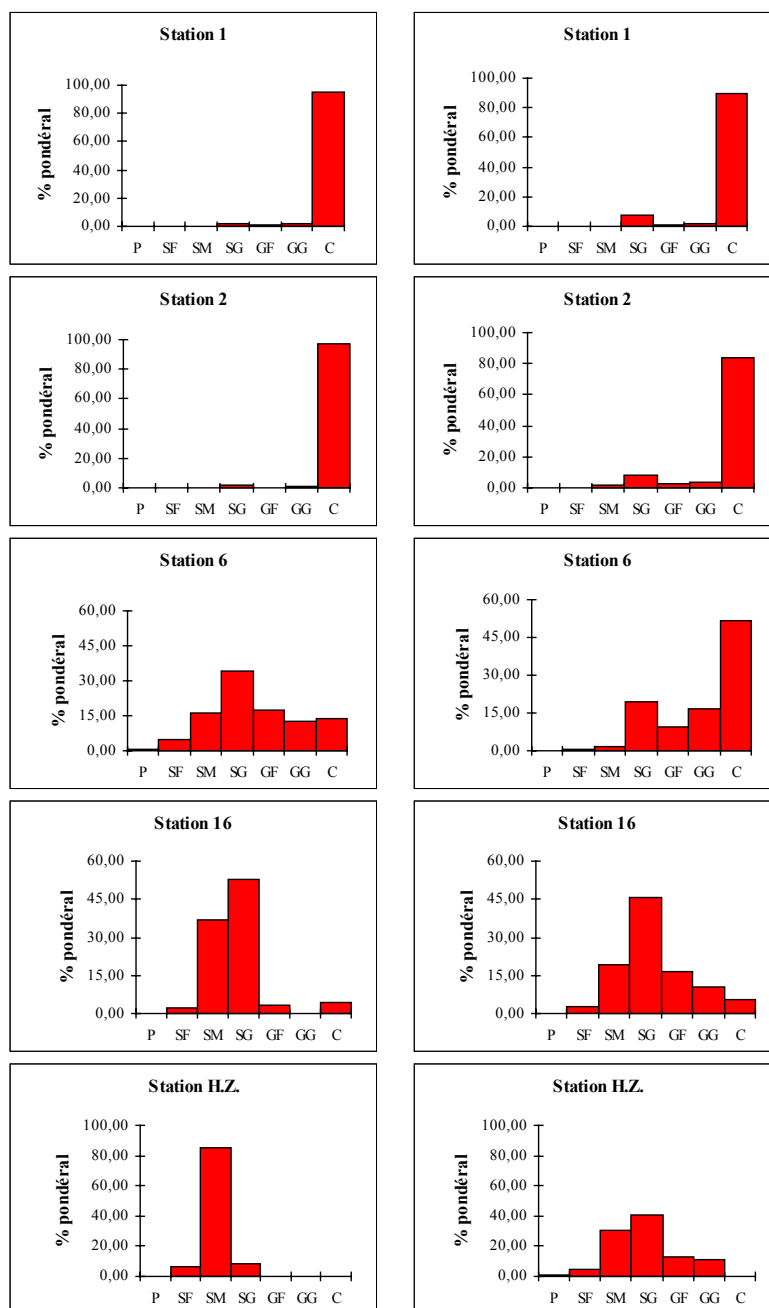 Station 1
% pondéral
100,00
80,00
60,00
40,00
20,00
0,00
P SF SM SG GF GG C
Station 1
% pondéral
100,00
80,00
60,00
40,00
20,00
0,00
P SF SM SG GF GG C
Station 2
% pondéral
100,00
80,00
60,00
40,00
20,00
0,00
P SF SM SG GF GG C
Station 2
% pondéral
100,00
80,00
60,00
40,00
20,00
0,00
P SF SM SG GF GG C
Station 6
% pondéral
60,00
45,00
30,00
15,00
0,00
P SF SM SG GF GG C
Station 6
% pondéral
60,00
45,00
30,00
15,00
0,00
P SF SM SG GF GG C
Station 16
% pondéral
60,00
45,00
30,00
15,00
0,00
P SF SM SG GF GG C
Station 16
% pondéral
60,00
45,00
30,00
15,00
0,00
P SF SM SG GF GG C
Station H.Z.
% pondéral
100,00
80,00
60,00
40,00
20,00
0,00
P SF SM SG GF GG C
Station H.Z.
% pondéral
100,00
80,00
60,00
40,00
20,00
0,00
P SF SM SG GF GG C